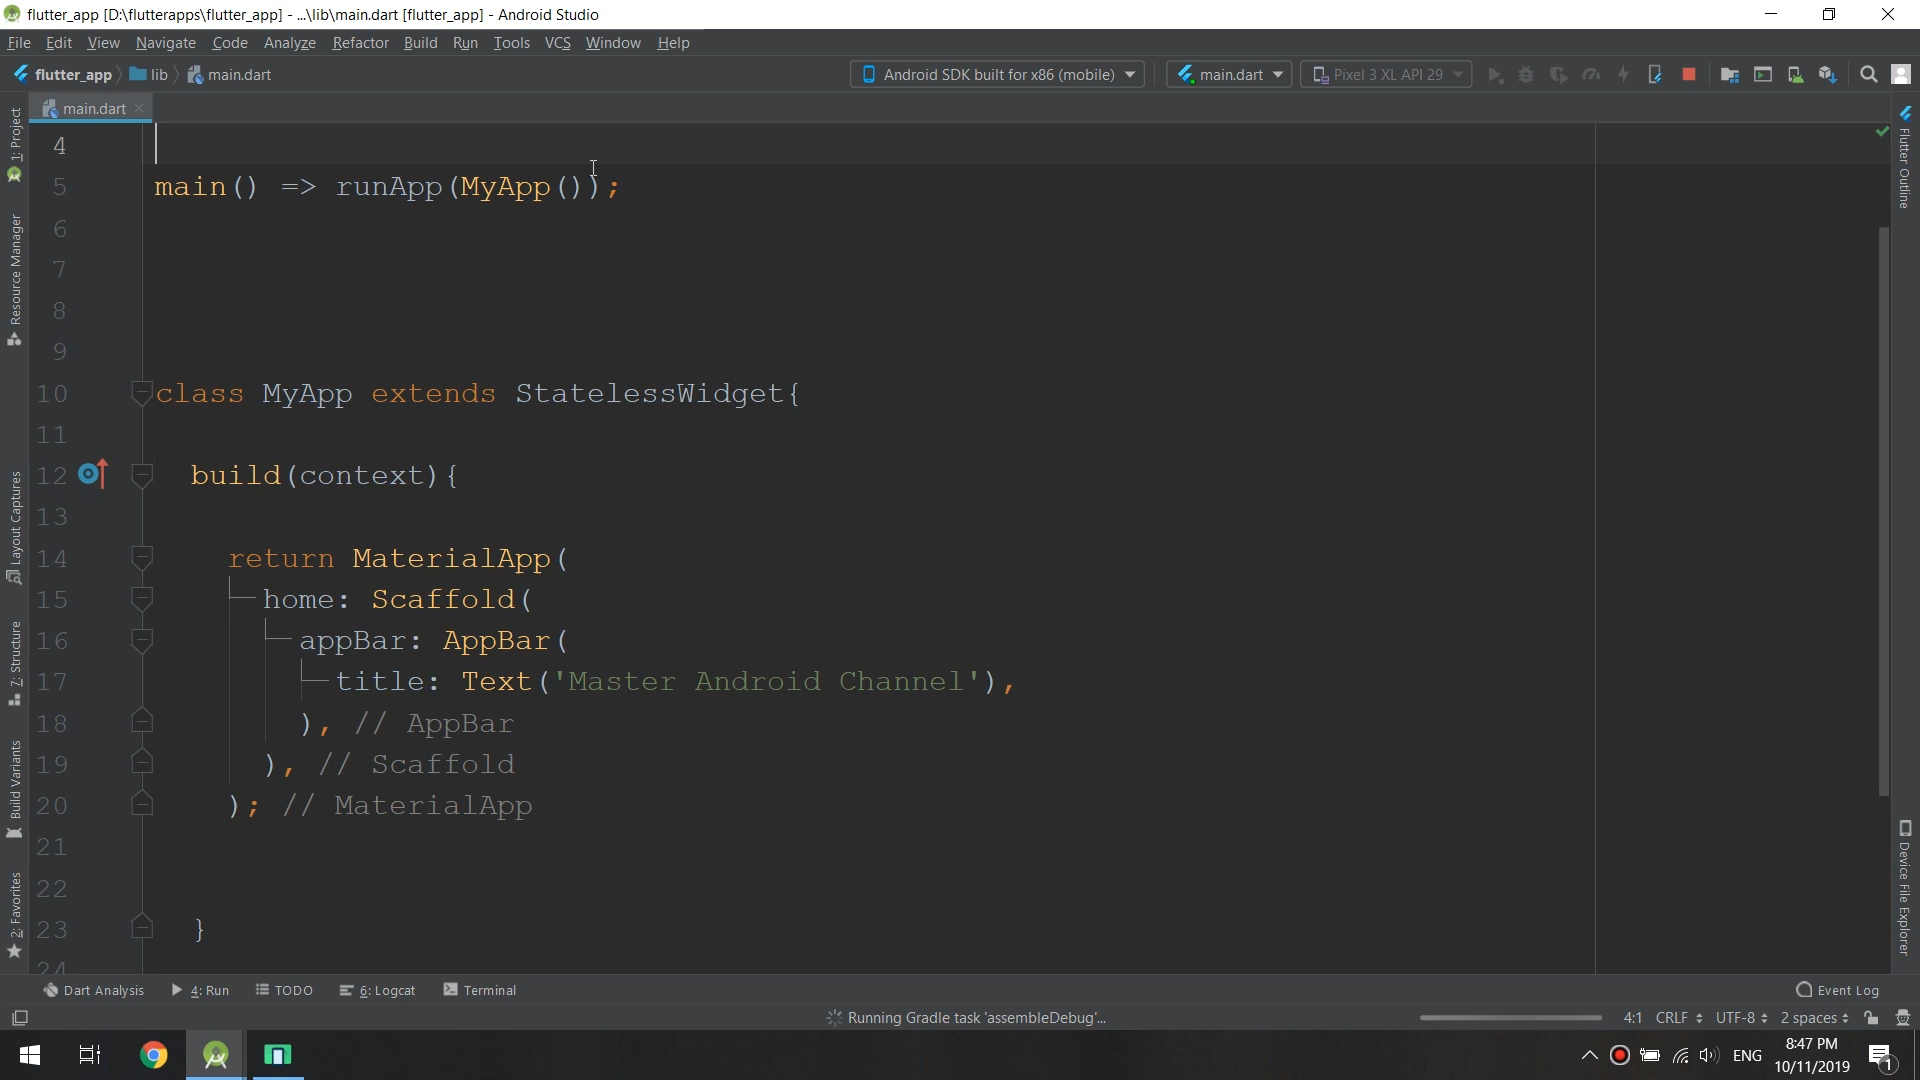 flutter_app [D:\flutterapps\flutter_app] - ...\lib\main.dart [flutter_app] - Android Studio
File Edit View Navigate Code Analyze Refactor Build Run Tools VCS Window Help
flutter_app lib main.dart Android SDK built for x86 (mobile) main.dart Pixel 3 XL API 29
main.dart
1: Project
Resource Manager
Layout Captures
7: Structure
Build Variants
2: Favorites
4
5 main() => runApp(MyApp());
6
7
8
9
10 class MyApp extends StatelessWidget{
11
12 build(context){
13
14 return MaterialApp(
15 home: Scaffold(
16 appBar: AppBar(
17 title: Text('Master Android Channel'),
18 ), // AppBar
19 ), // Scaffold
20 ); // MaterialApp
21
22
23 }
24
Flutter Outline
Device File Explorer
Dart Analysis 4: Run TODO 6: Logcat Terminal Event Log
Running Gradle task 'assembleDebug'... 4:1 CRLF UTF-8 2 spaces
ENG 8:47 PM
10/11/2019 1